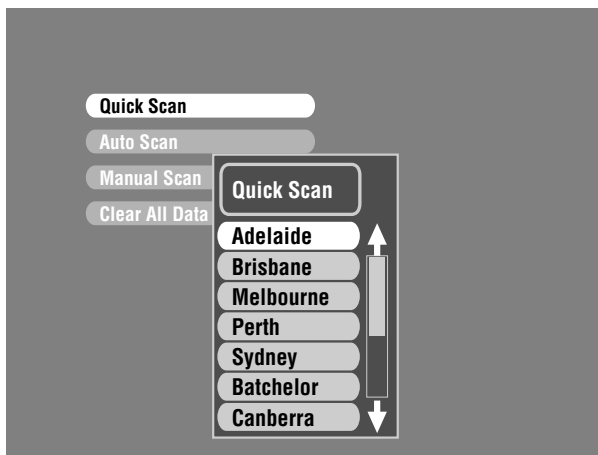 Quick Scan
Auto Scan
Manual Scan
Clear All Data
Quick Scan
Adelaide
Brisbane
Melbourne
Perth
Sydney
Batchelor
Canberra